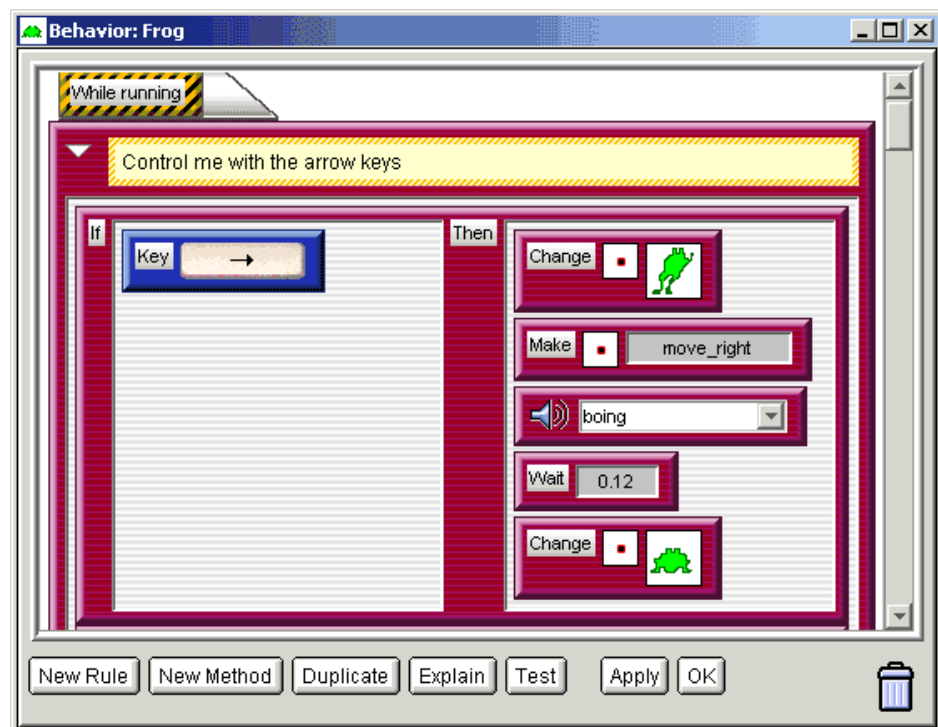 Behavior: Frog
While running
Control me with the arrow keys
If
Key →
Then
Change
Make move_right
boing
Wait 0.12
Change
New Rule New Method Duplicate Explain Test Apply OK